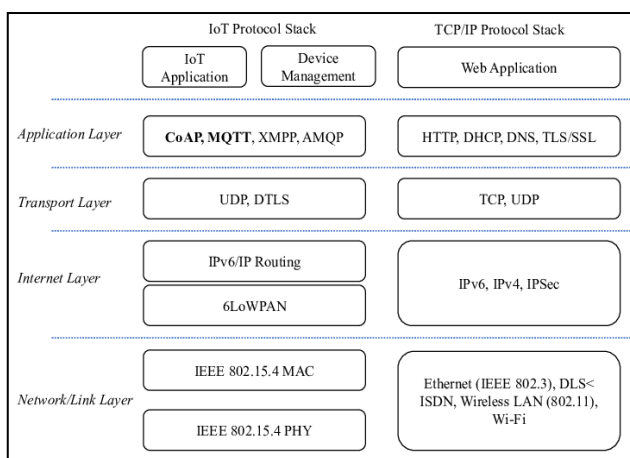 IoT Protocol Stack
TCP/IP Protocol Stack
IoT
Application
Device
Management
Web Application
Application Layer
CoAP, MQTT, XMPP, AMQP
HTTP, DHCP, DNS, TLS/SSL
Transport Layer
UDP, DTLS
TCP, UDP
Internet Layer
IPv6/IP Routing
6LoWPAN
IPv6, IPv4, IPSec
Network/Link Layer
IEEE 802.15.4 MAC
IEEE 802.15.4 PHY
Ethernet (IEEE 802.3), DLS<
ISDN, Wireless LAN (802.11),
Wi-Fi